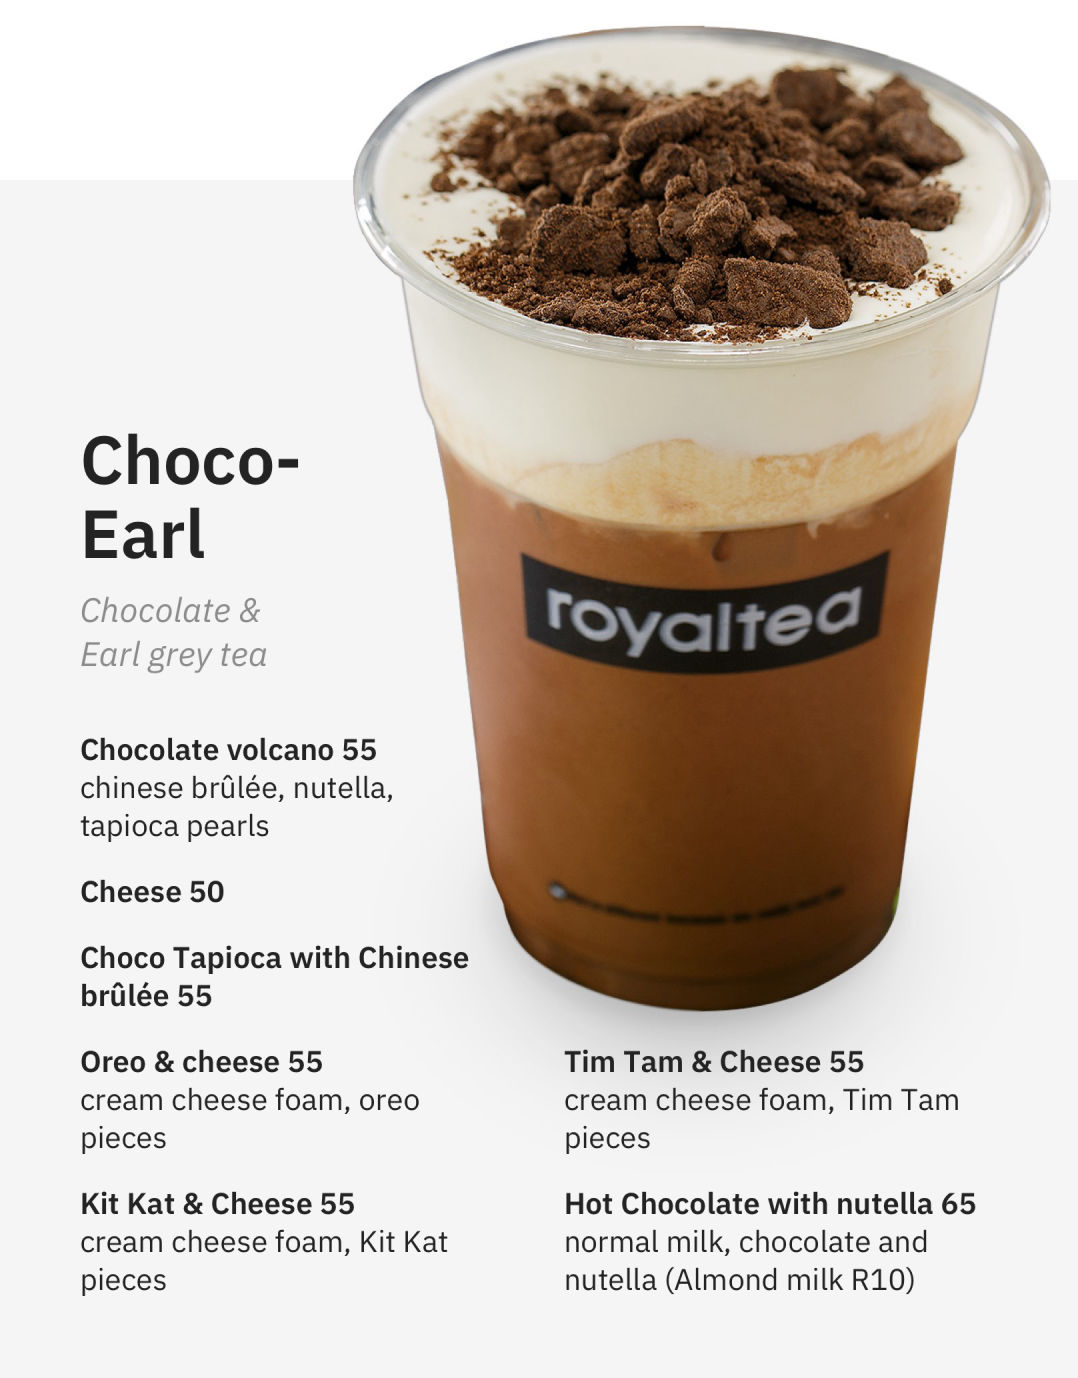 Choco-
Earl
Chocolate &
Earl grey tea
royaltea
Chocolate volcano 55
chinese brûlée, nutella,
tapioca pearls
Cheese 50
Choco Tapioca with Chinese
brûlée 55
Oreo & cheese 55
cream cheese foam, oreo
pieces
Kit Kat & Cheese 55
cream cheese foam, Kit Kat
pieces
Tim Tam & Cheese 55
cream cheese foam, Tim Tam
pieces
Hot Chocolate with nutella 65
normal milk, chocolate and
nutella (Almond milk R10)